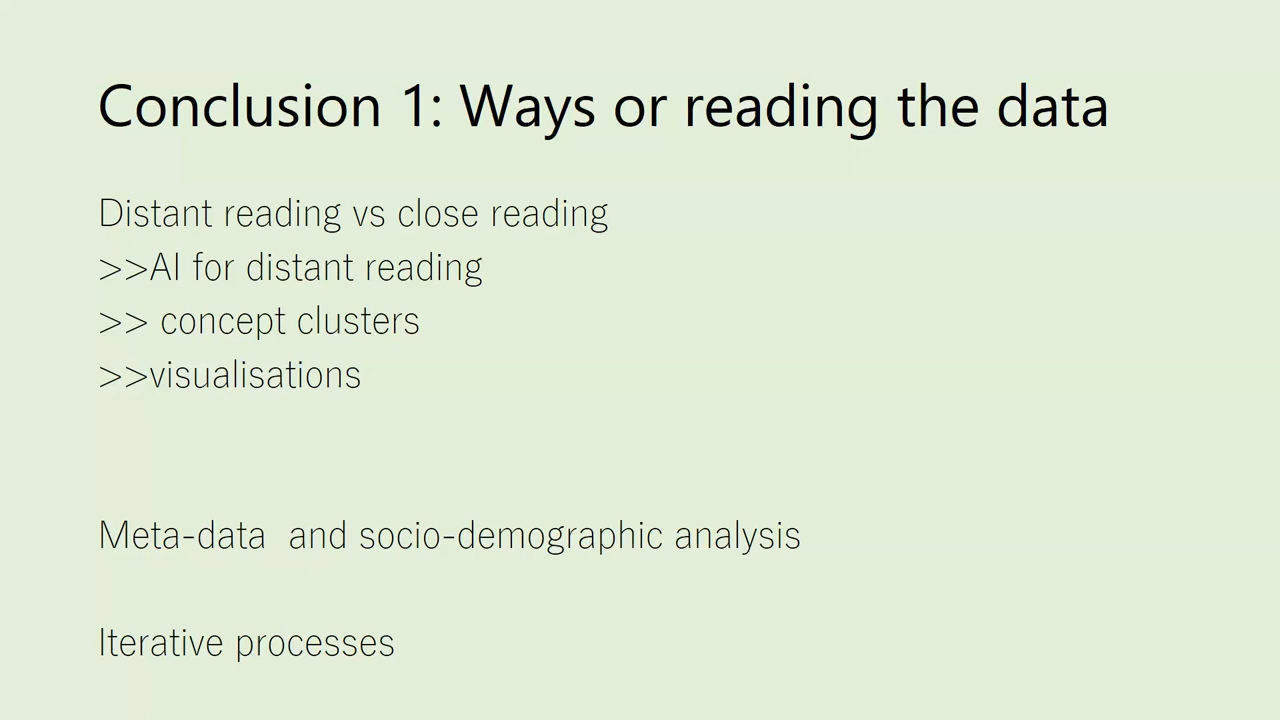 Conclusion 1: Ways or reading the data
Distant reading vs close reading
>>AI for distant reading
>> concept clusters
>>visualisations
Meta-data  and socio-demographic analysis
Iterative processes